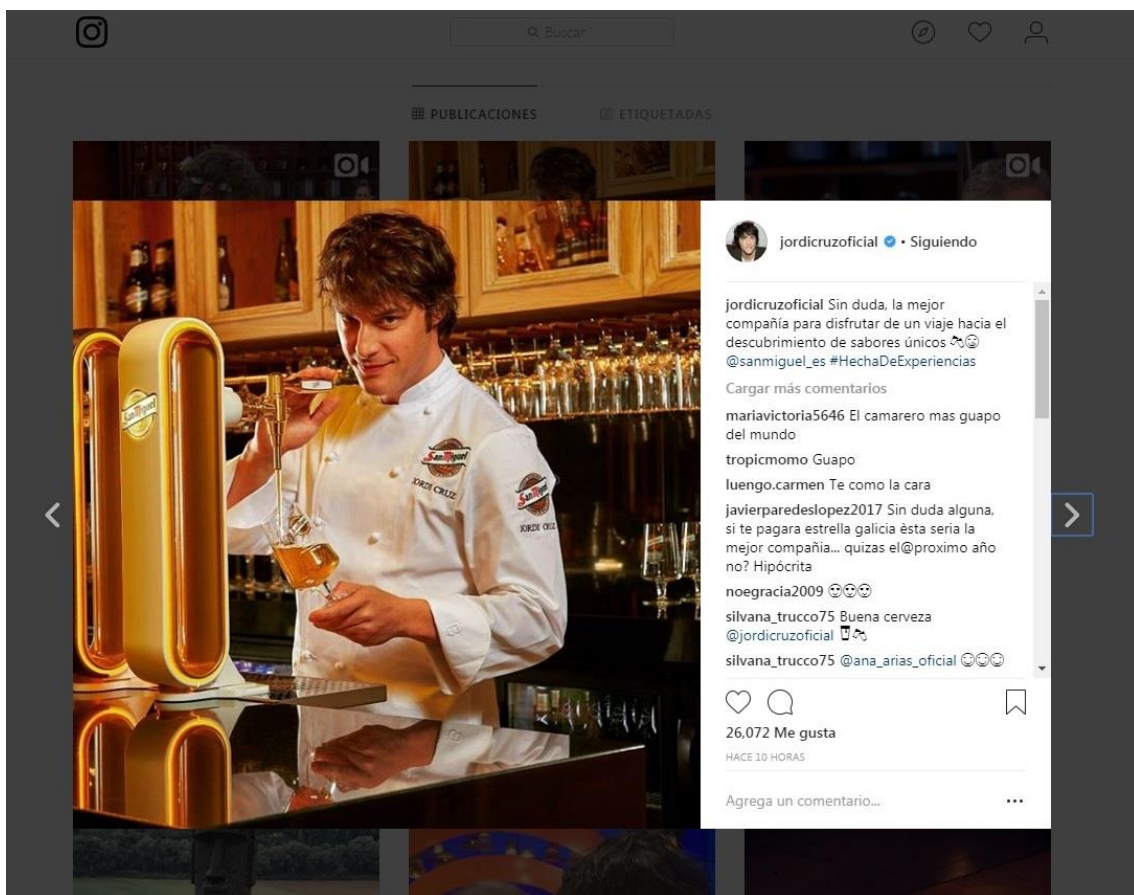 Buscar
PUBLICACIONES
ETIQUETADAS
San Miguel
San Miguel
JORDI CRUZ
San Miguel
JORDI CRUZ
jordicruzoficial • Siguiendo
jordicruzoficial Sin duda, la mejor
compañía para disfrutar de un viaje hacia el
descubrimiento de sabores únicos
@sanmiguel_es #HechaDeExperiencias
Cargar más comentarios
mariavictoria5646 El camarero mas guapo
del mundo
tropicmomo Guapo
luengo.carmen Te como la cara
javierparedeslopez2017 Sin duda alguna,
si te pagara estrella galicia èsta seria la
mejor compañia... quizas el@proximo año
no? Hipócrita
noegracia2009
silvana_trucco75 Buena cerveza
@jordicruzoficial
silvana_trucco75 @ana_arias_oficial
26,072 Me gusta
HACE 10 HORAS
Agrega un comentario...